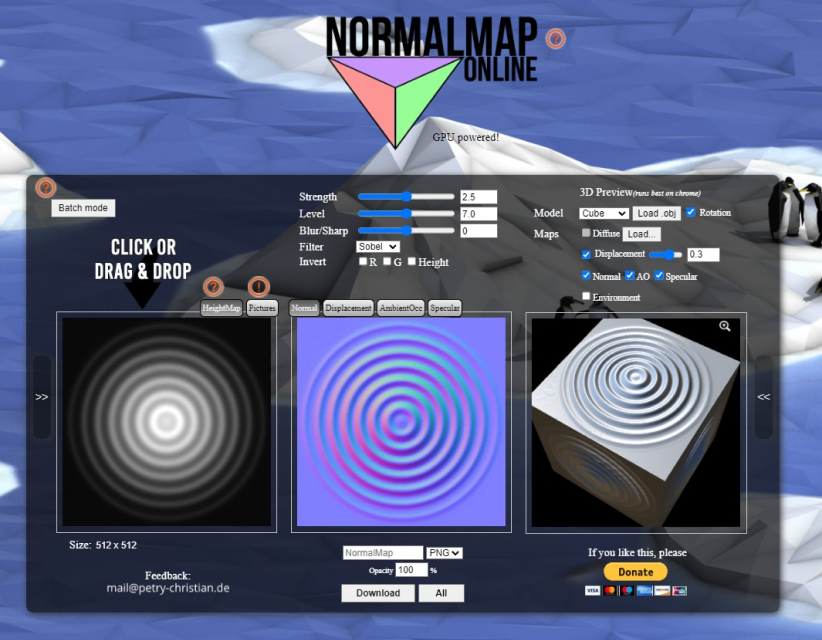 NORMALMAP
ONLINE
?
GPU powered!
?
Batch mode
CLICK OR
DRAG & DROP
Strength 2.5
Level 7.0
Blur/Sharp 0
Filter Sobel
Invert R G Height
3D Preview(runs best on chrome)
Model Cube Load .obj Rotation
Maps Diffuse Load...
Displacement 0.3
Normal AO Specular
Environment
? !
HeightMap Pictures Normal Displacement AmbientOcc Specular
>>
<<
Size: 512 x 512
Feedback:
mail@petry-christian.de
NormalMap PNG
Opacity 100 %
Download All
If you like this, please
Donate
VISA